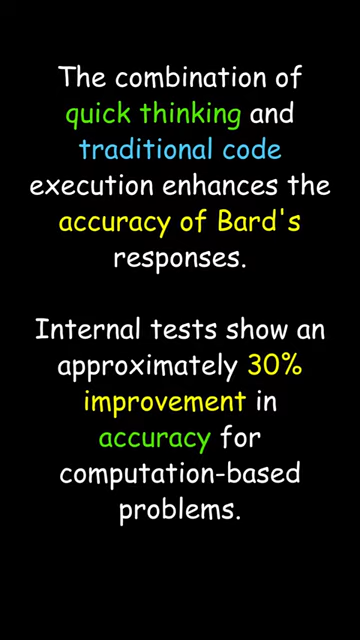 The combination of
quick thinking and
traditional code
execution enhances the
accuracy of Bard's
responses.
Internal tests show an
approximately 30%
improvement in
accuracy for
computation-based
problems.